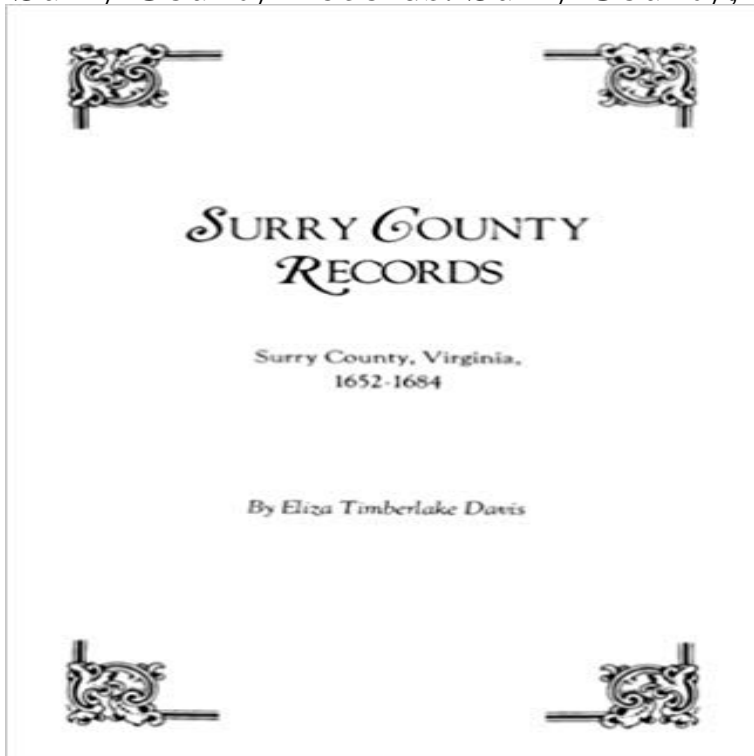 SURRY COUNTY
RECORDS
Surry County, Virginia,
1652-1684
By Eliza Timberlake Davis